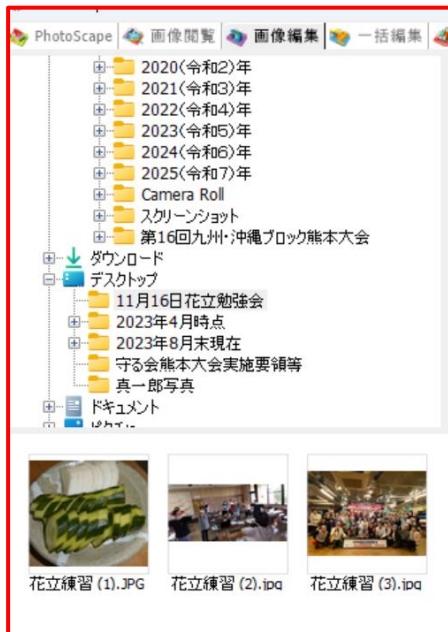 PhotoScape 画像閲覧 画像編集 一括編集
2020(令和2)年
2021(令和3)年
2022(令和4)年
2023(令和5)年
2024(令和6)年
2025(令和7)年
Camera Roll
スクリーンショット
第16回九州・沖縄ブロック熊本大会
ダウンロード
デスクトップ
11月16日花立勉強会
2023年4月時点
2023年8月末現在
守る会熊本大会実施要領等
真一郎写真
ドキュメント
花立練習 (1).JPG 花立練習 (2).jpg 花立練習 (3).jpg